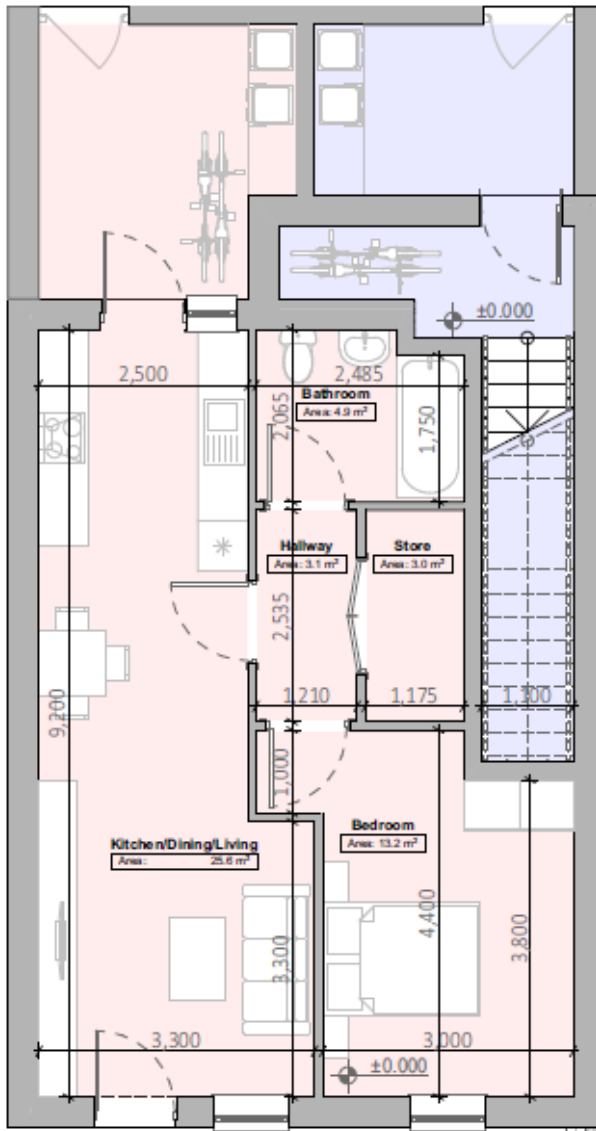 ±0.000
2,500
2,485
Bathroom
Area: 4.9 m²
2,065
1,750
Hallway
Area: 3.1 m²
Store
Area: 3.0 m²
2,535
1,210
1,175
1,100
9,200
1,000
Kitchen/Dining/Living
Area: 25.6 m²
Bedroom
Area: 13.2 m²
4,400
3,800
3,300
3,300
3,000
±0.000